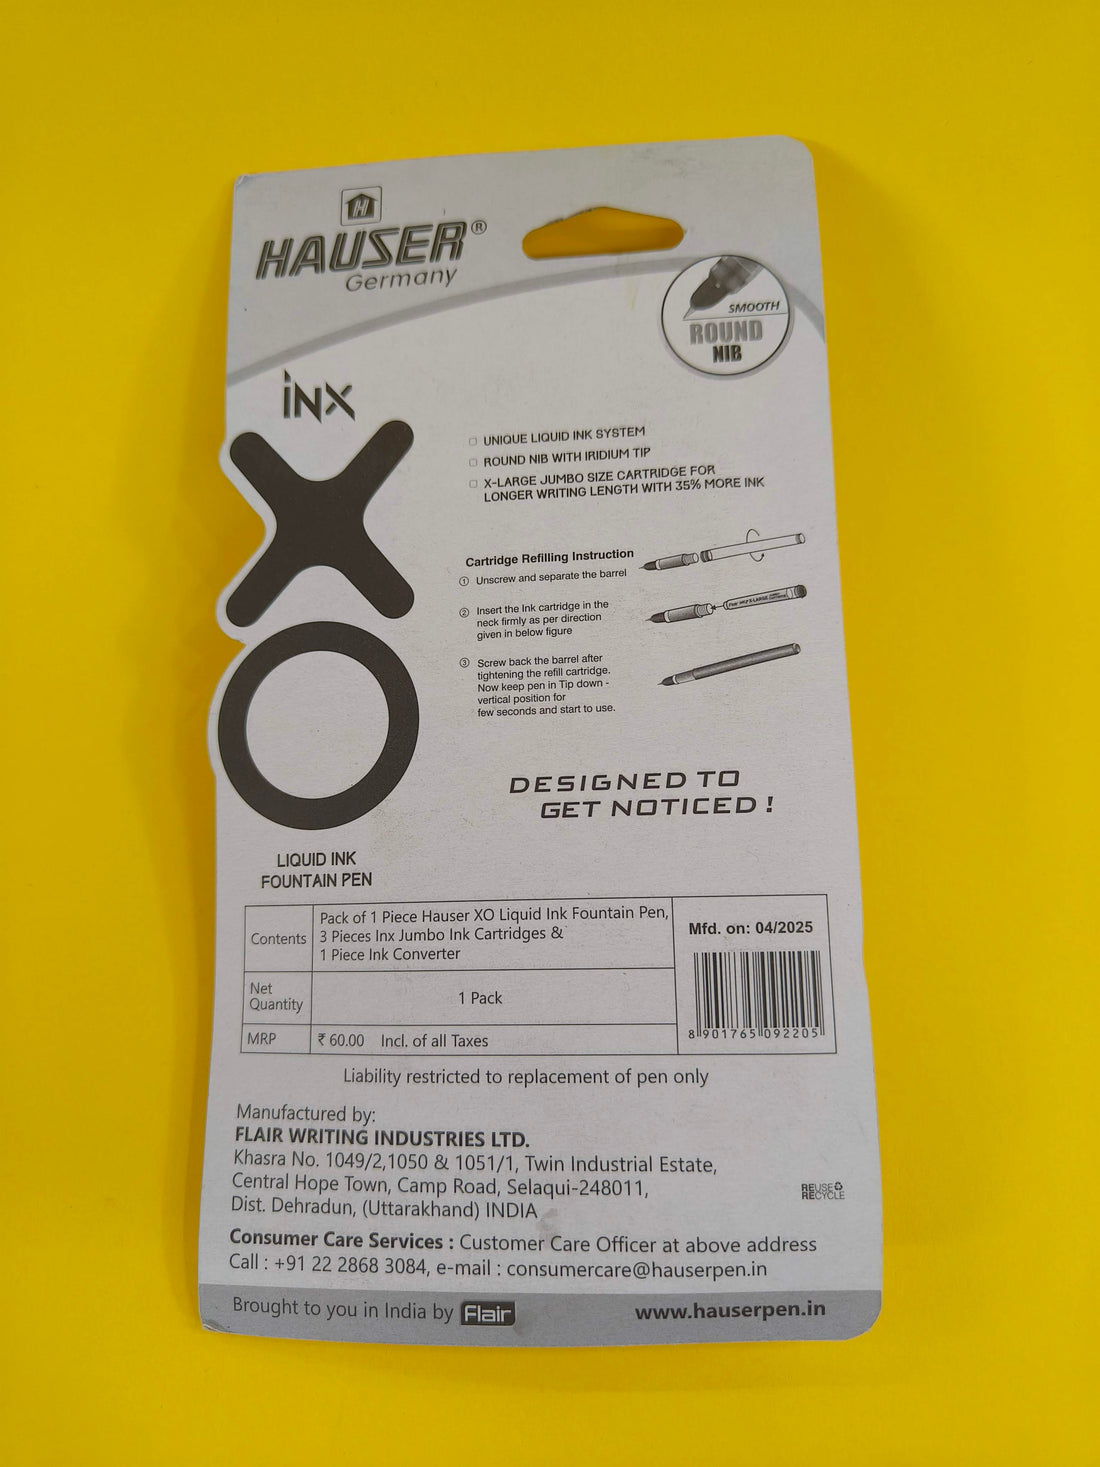 H
HAUSER®
Germany
SMOOTH
ROUND
NIB
iNX
XO
LIQUID INK
FOUNTAIN PEN
UNIQUE LIQUID INK SYSTEM
ROUND NIB WITH IRIDIUM TIP
X-LARGE JUMBO SIZE CARTRIDGE FOR
LONGER WRITING LENGTH WITH 35% MORE INK
Cartridge Refilling Instruction
① Unscrew and separate the barrel
② Insert the Ink cartridge in the
neck firmly as per direction
given in below figure
③ Screw back the barrel after
tightening the refill cartridge.
Now keep pen in Tip down -
vertical position for
few seconds and start to use.
DESIGNED TO
GET NOTICED !
Contents
Pack of 1 Piece Hauser XO Liquid Ink Fountain Pen,
3 Pieces Inx Jumbo Ink Cartridges &
1 Piece Ink Converter
Net
Quantity
1 Pack
MRP
₹ 60.00 Incl. of all Taxes
Mfd. on: 04/2025
8 901765 092205
Liability restricted to replacement of pen only
Manufactured by:
FLAIR WRITING INDUSTRIES LTD.
Khasra No. 1049/2,1050 & 1051/1, Twin Industrial Estate,
Central Hope Town, Camp Road, Selaqui-248011,
Dist. Dehradun, (Uttarakhand) INDIA
REUSE
RECYCLE
Consumer Care Services : Customer Care Officer at above address
Call : +91 22 2868 3084, e-mail : consumercare@hauserpen.in
Brought to you in India by Flair
www.hauserpen.in